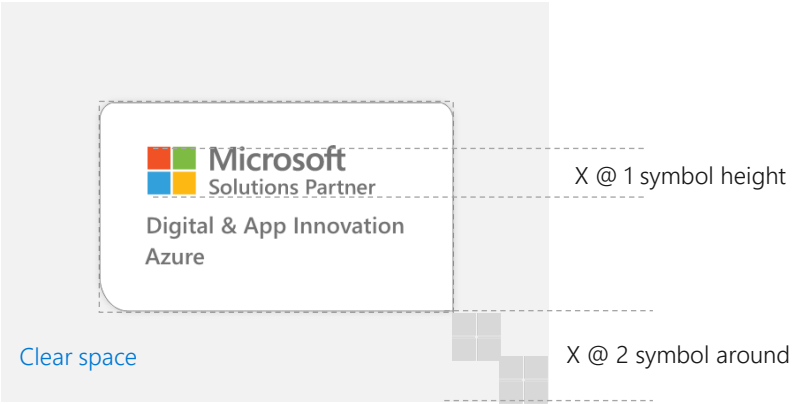 Microsoft
Solutions Partner
Digital & App Innovation
Azure
X @ 1 symbol height
Clear space
X @ 2 symbol around